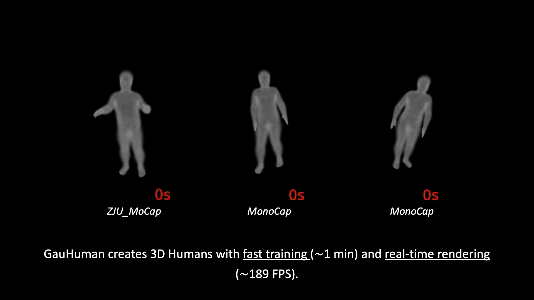 0s 0s 0s
ZJU_MoCap MonoCap MonoCap
GauHuman creates 3D Humans with fast training (~1 min) and real-time rendering
(~189 FPS).